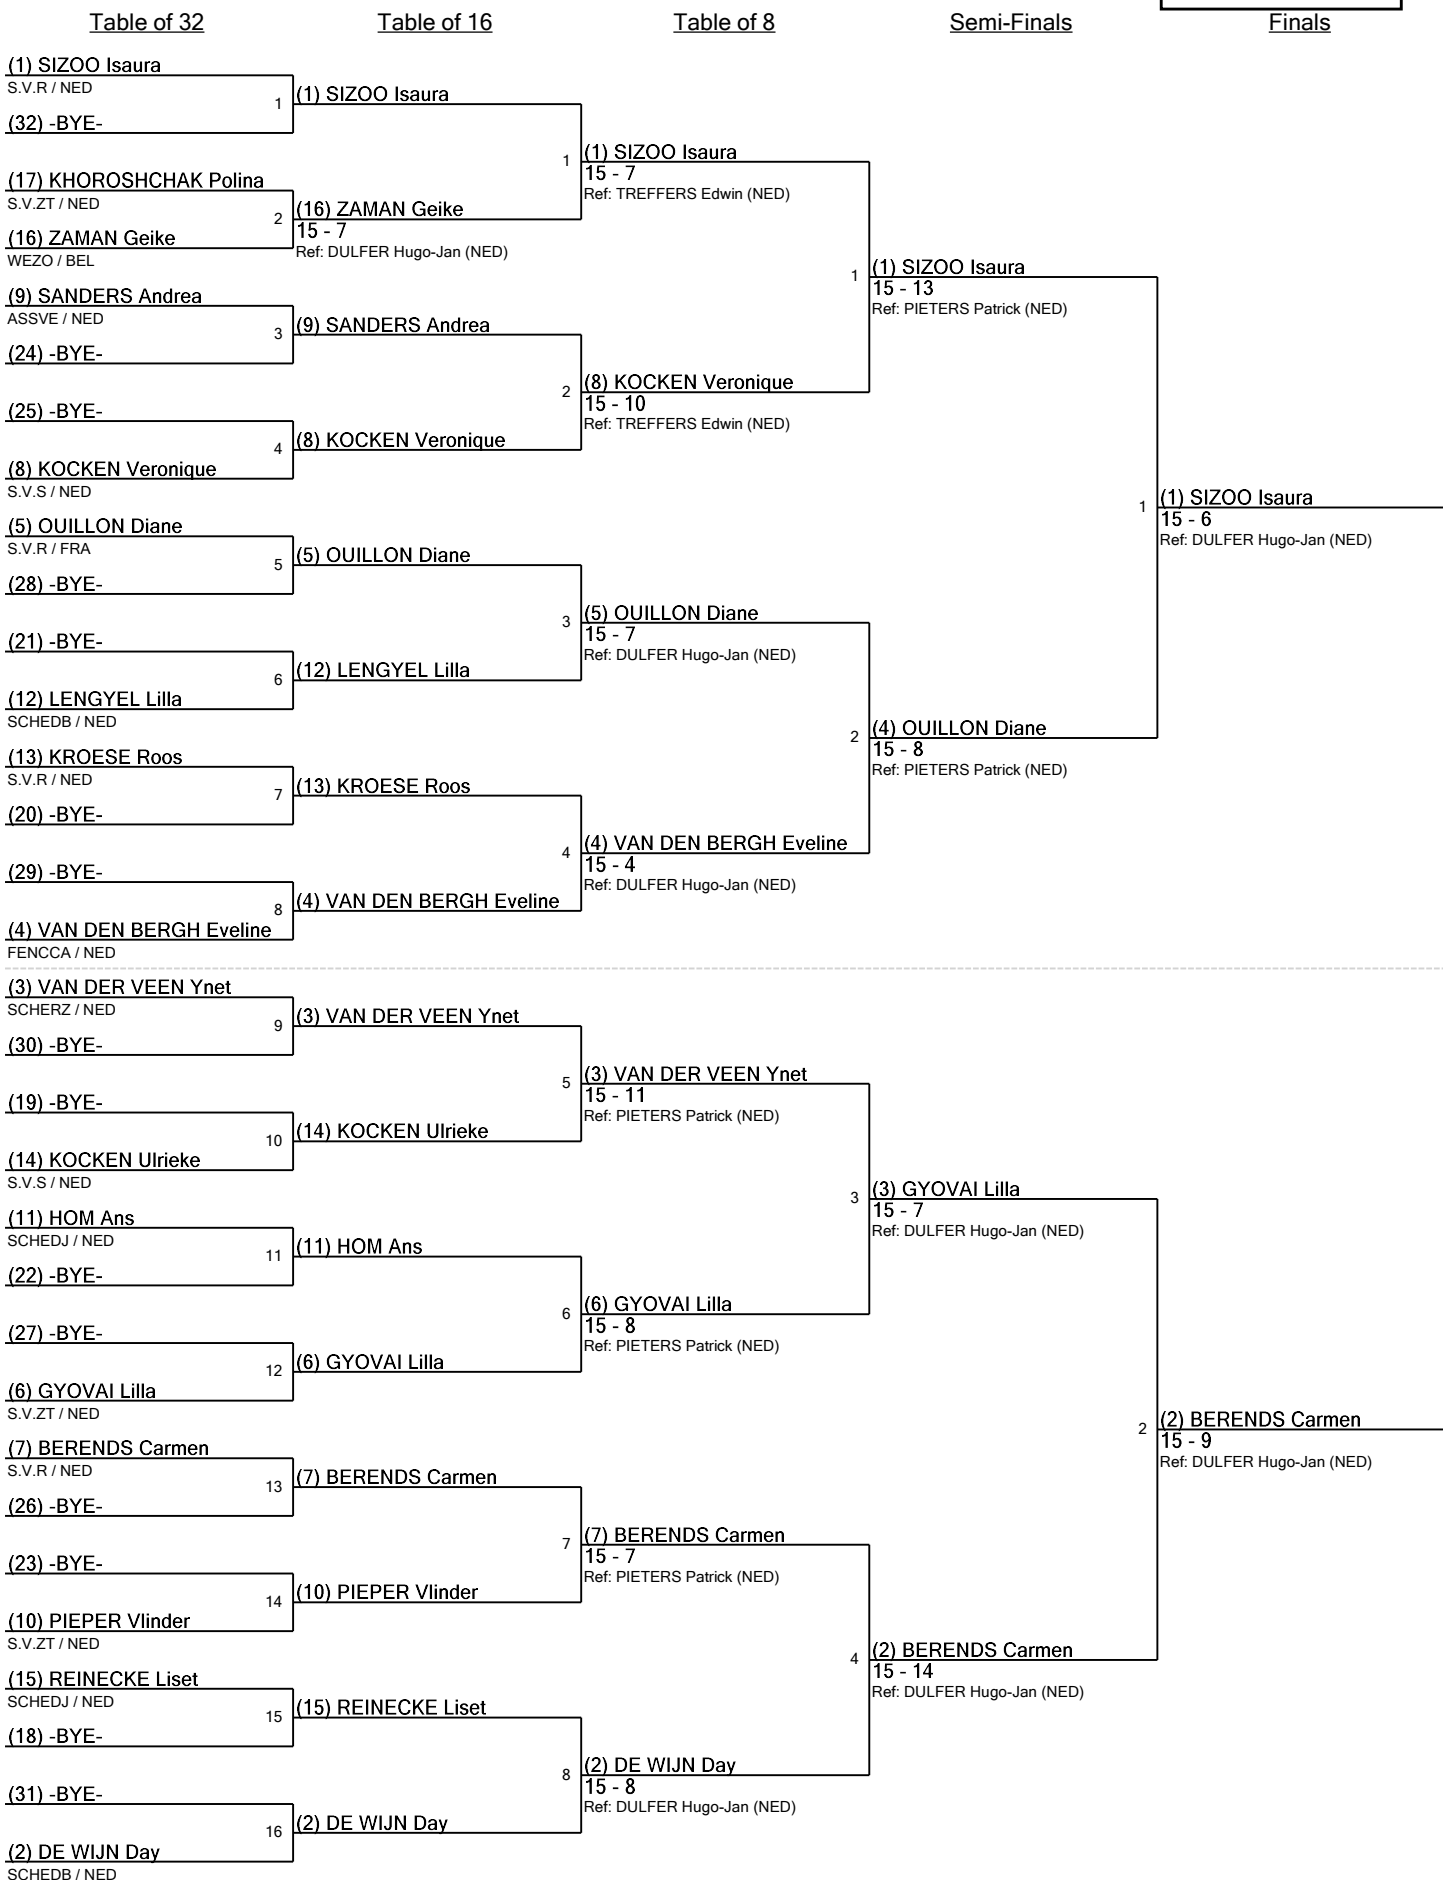 Table of 32
Table of 16
Table of 8
Semi-Finals
Finals
(1) SIZOO Isaura
S.V.R / NED
1
(32) -BYE-
(17) KHOROSHCHAK Polina
S.V.ZT / NED
2
(16) ZAMAN Geike
WEZO / BEL
(9) SANDERS Andrea
ASSVE / NED
3
(24) -BYE-
(25) -BYE-
4
(8) KOCKEN Veronique
S.V.S / NED
(5) OUILLON Diane
S.V.R / FRA
5
(28) -BYE-
(21) -BYE-
6
(12) LENGYEL Lilla
SCHEDB / NED
(13) KROESE Roos
S.V.R / NED
7
(20) -BYE-
(29) -BYE-
8
(4) VAN DEN BERGH Eveline
FENCCA / NED
(3) VAN DER VEEN Ynet
SCHERZ / NED
9
(30) -BYE-
(19) -BYE-
10
(14) KOCKEN Ulrieke
S.V.S / NED
(11) HOM Ans
SCHEDJ / NED
11
(22) -BYE-
(27) -BYE-
12
(6) GYOVAI Lilla
S.V.ZT / NED
(7) BERENDS Carmen
S.V.R / NED
13
(26) -BYE-
(23) -BYE-
14
(10) PIEPER Vlinder
S.V.ZT / NED
(15) REINECKE Liset
SCHEDJ / NED
15
(18) -BYE-
(31) -BYE-
16
(2) DE WIJN Day
SCHEDB / NED
(1) SIZOO Isaura
1
(16) ZAMAN Geike
15 - 7
Ref: DULFER Hugo-Jan (NED)
(9) SANDERS Andrea
2
(8) KOCKEN Veronique
(5) OUILLON Diane
3
(12) LENGYEL Lilla
(13) KROESE Roos
4
(4) VAN DEN BERGH Eveline
(3) VAN DER VEEN Ynet
5
(14) KOCKEN Ulrieke
(11) HOM Ans
6
(6) GYOVAI Lilla
(7) BERENDS Carmen
7
(10) PIEPER Vlinder
(15) REINECKE Liset
8
(2) DE WIJN Day
(1) SIZOO Isaura
15 - 7
Ref: TREFFERS Edwin (NED)
1
(8) KOCKEN Veronique
15 - 10
Ref: TREFFERS Edwin (NED)
(5) OUILLON Diane
15 - 7
Ref: DULFER Hugo-Jan (NED)
2
(4) VAN DEN BERGH Eveline
15 - 4
Ref: DULFER Hugo-Jan (NED)
(3) VAN DER VEEN Ynet
15 - 11
Ref: PIETERS Patrick (NED)
3
(6) GYOVAI Lilla
15 - 8
Ref: PIETERS Patrick (NED)
(7) BERENDS Carmen
15 - 7
Ref: PIETERS Patrick (NED)
4
(2) DE WIJN Day
15 - 8
Ref: DULFER Hugo-Jan (NED)
(1) SIZOO Isaura
15 - 13
Ref: PIETERS Patrick (NED)
1
(4) OUILLON Diane
15 - 8
Ref: PIETERS Patrick (NED)
(3) GYOVAI Lilla
15 - 7
Ref: DULFER Hugo-Jan (NED)
2
(2) BERENDS Carmen
15 - 14
Ref: DULFER Hugo-Jan (NED)
(1) SIZOO Isaura
15 - 6
Ref: DULFER Hugo-Jan (NED)
(2) BERENDS Carmen
15 - 9
Ref: DULFER Hugo-Jan (NED)